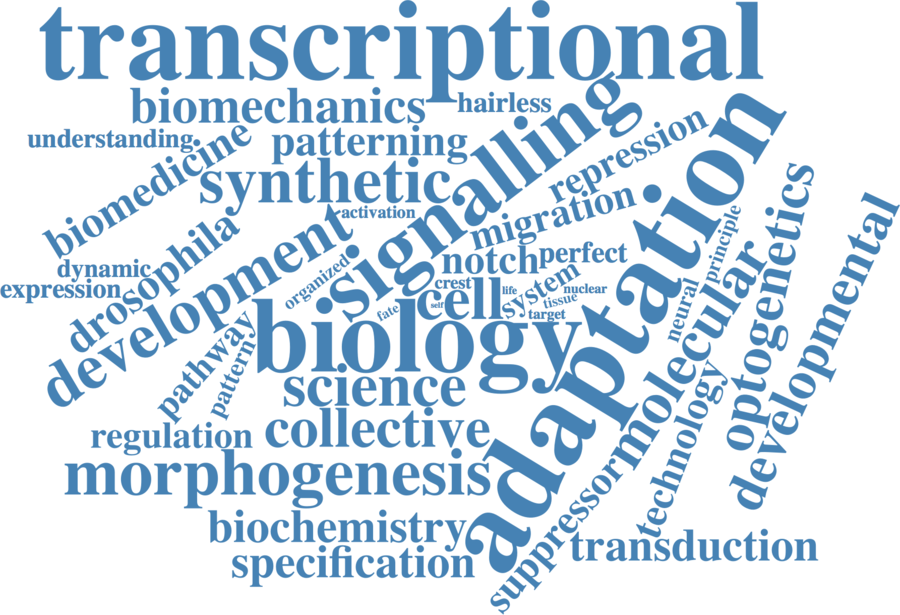 transcriptional
biomechanics
hairless
understanding
patterning
signalling
repression
adaptation
biomedicine
synthetic
activation
migration
optogenetics
developmental
drosophila
development
organized
notch
perfect
principle
dynamic
expression
crest
cell
life
system
nuclear
tissue
target
self
fate
neural
molecular
biology
pathway
pattern
science
collective
regulation
morphogenesis
technology
suppressor
biochemistry
specification
transduction